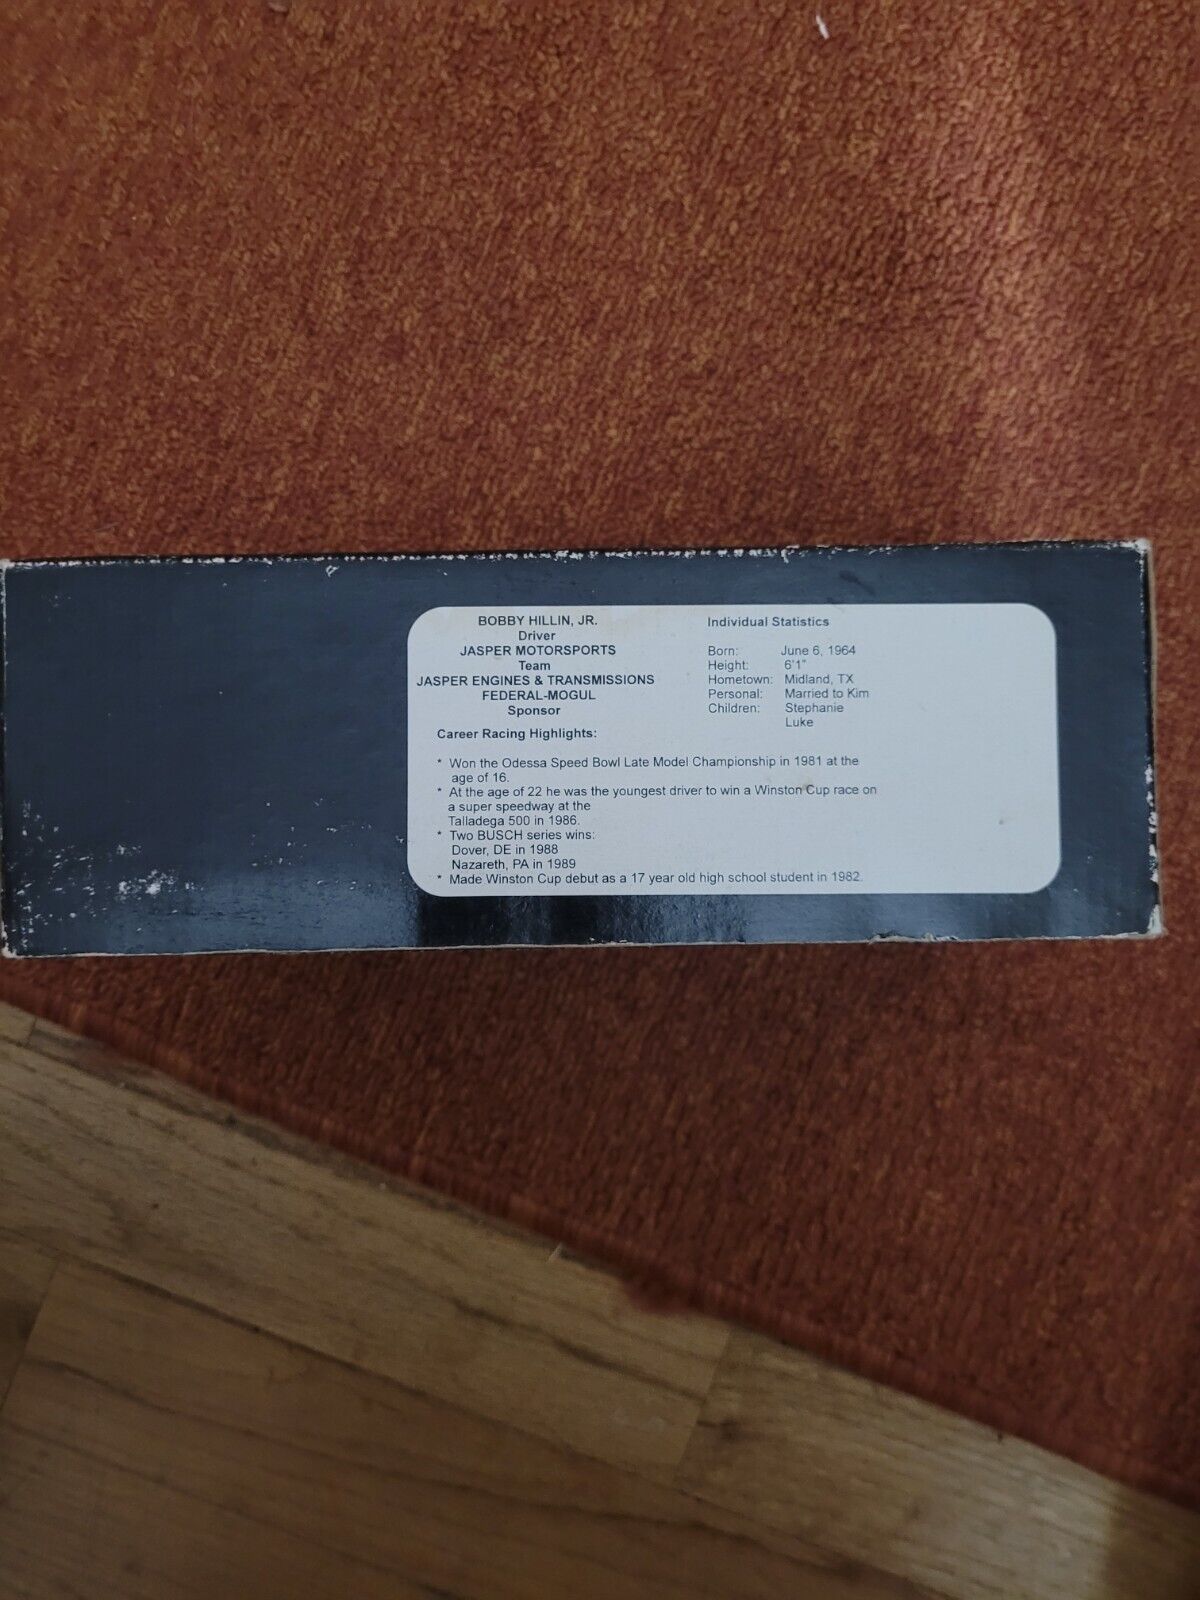 BOBBY HILLIN, JR.
Driver
JASPER MOTORSPORTS
Team
JASPER ENGINES & TRANSMISSIONS
FEDERAL-MOGUL
Sponsor
Individual Statistics
Born: June 6, 1964
Height: 6'1"
Hometown: Midland, TX
Personal: Married to Kim
Children: Stephanie
Luke
Career Racing Highlights:
* Won the Odessa Speed Bowl Late Model Championship in 1981 at the
age of 16.
* At the age of 22 he was the youngest driver to win a Winston Cup race on
a super speedway at the
Talladega 500 in 1986.
* Two BUSCH series wins:
Dover, DE in 1988
Nazareth, PA in 1989
* Made Winston Cup debut as a 17 year old high school student in 1982.